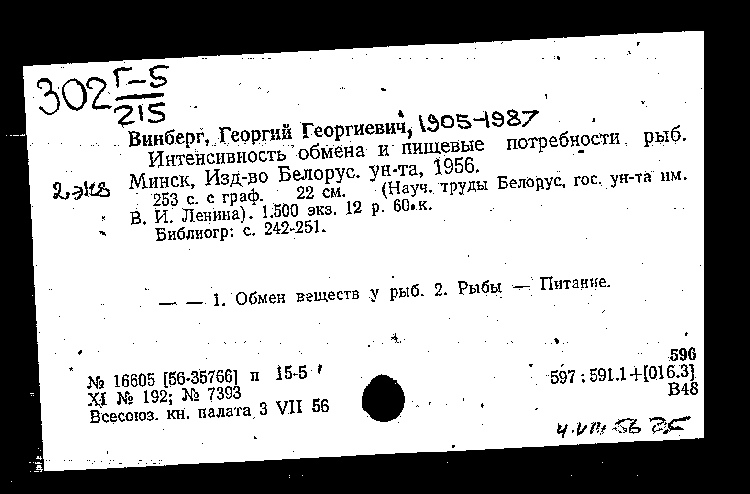 302 Г-5
215
Винберг, Георгий Георгиевич, 1905-1987
Интенсивность обмена и пищевые потребности рыб.
Минск, Изд-во Белорус. ун-та, 1956.
2 экз
253 с. с граф. 22 см. (Науч. труды Белорус. гос. ун-та им.
В. И. Ленина). 1.500 экз. 12 р. 60 к.
Библиогр: с. 242-251.
— — 1. Обмен веществ у рыб. 2. Рыбы — Питание.
№ 16605 [56-35766] п 15-5
XI № 192; № 7393
Всесоюз. кн. палата 3 VII 56
596
597 : 591.1+[016.3]
В48
56